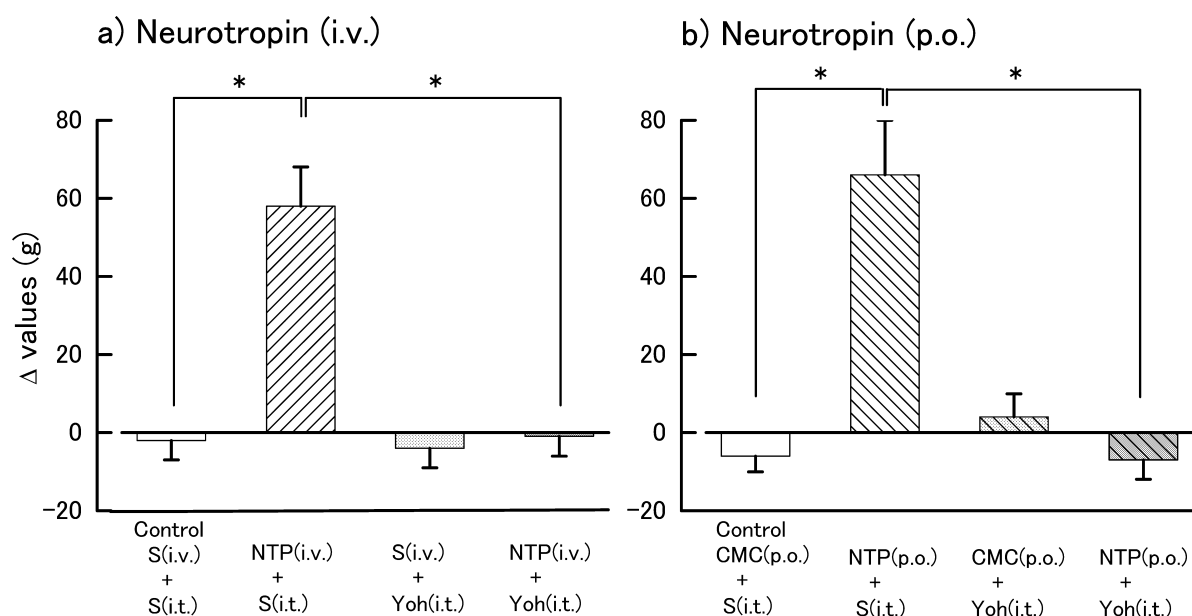 a) Neurotropin (i.v.)
b) Neurotropin (p.o.)
* *
* *
80
60
40
20
0
-20
Δ values (g)
80
60
40
20
0
-20
Control
S(i.v.)
+
S(i.t.)
NTP(i.v.)
+
S(i.t.)
S(i.v.)
+
Yoh(i.t.)
NTP(i.v.)
+
Yoh(i.t.)
Control
CMC(p.o.)
+
S(i.t.)
NTP(p.o.)
+
S(i.t.)
CMC(p.o.)
+
Yoh(i.t.)
NTP(p.o.)
+
Yoh(i.t.)